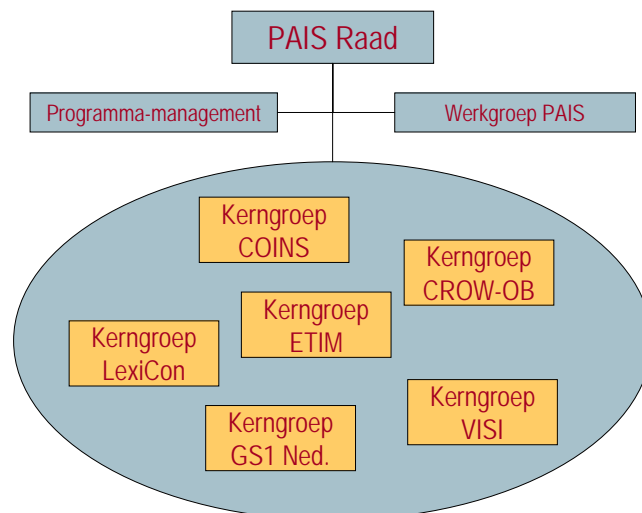 PAIS Raad
Programma-management
Werkgroep PAIS
Kerngroep
COINS
Kerngroep
CROW-OB
Kerngroep
ETIM
Kerngroep
LexiCon
Kerngroep
VISI
Kerngroep
GS1 Ned.